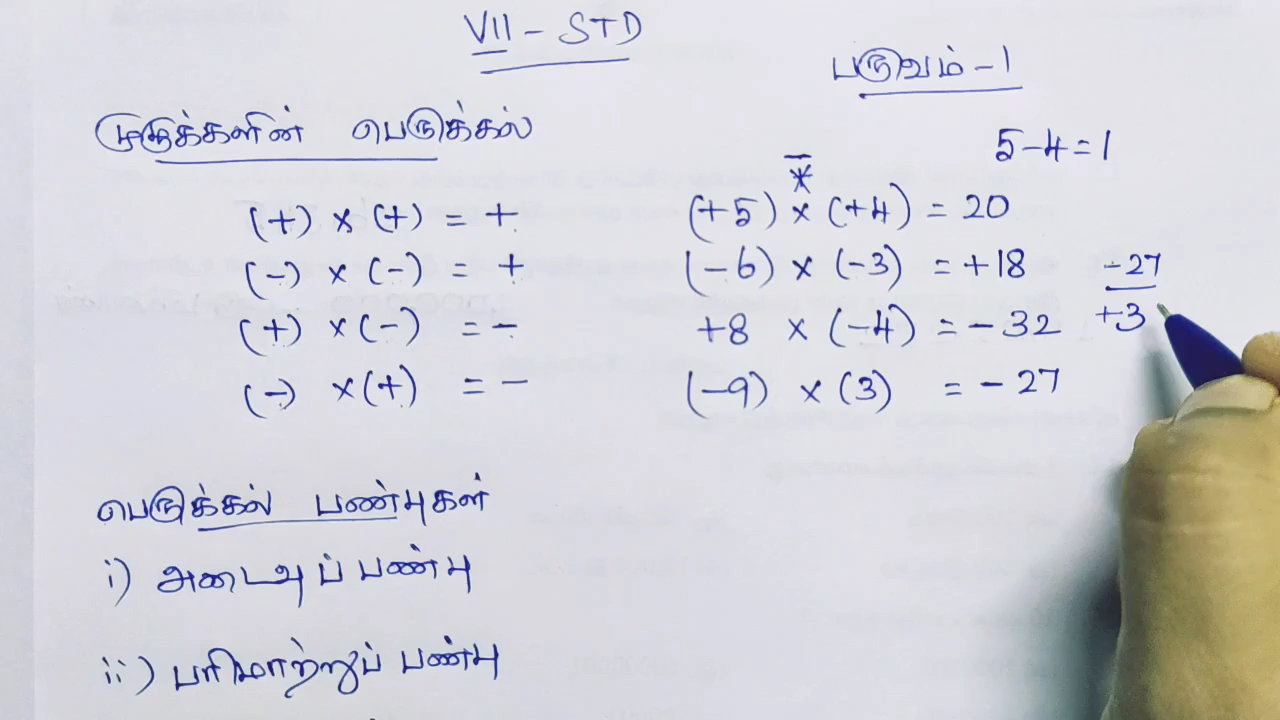 VII - STD
பருவம் - 1
முழுக்களின் பெருக்கல்
5 - 4 = 1
(+) × (+) = +
(-) × (-) = +
(+) × (-) = -
(-) × (+) = -
- *
(+5) × (+4) = 20
(-6) × (-3) = +18
+8 × (-4) = - 32
(-9) × (3) = - 27
-27
+3
பெருக்கல் பண்புகள்
i) அடைவுப் பண்பு
ii) பரிமாற்றுப் பண்பு